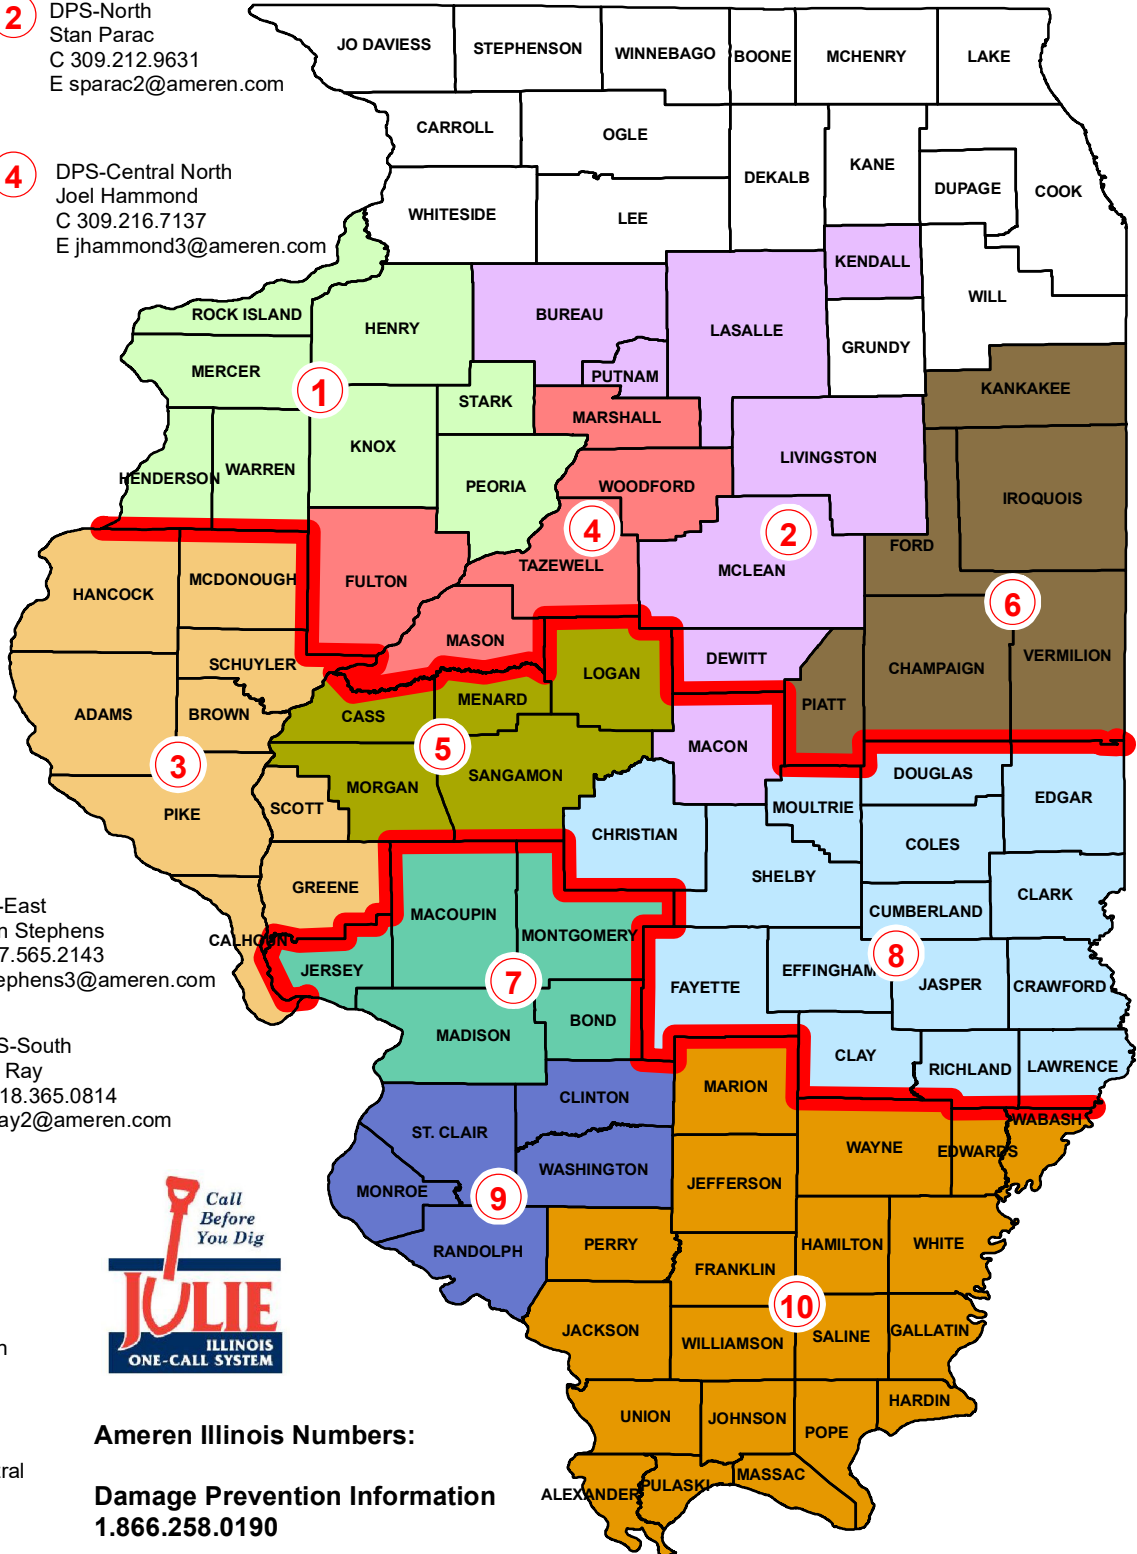 2
DPS-North
Stan Parac
C 309.212.9631
E sparac2@ameren.com
4
DPS-Central North
Joel Hammond
C 309.216.7137
E jhammond3@ameren.com
JO DAVIESS
STEPHENSON
WINNEBAGO
BOONE
MCHENRY
LAKE
CARROLL
OGLE
DEKALB
KANE
DUPAGE
COOK
WHITESIDE
LEE
KENDALL
WILL
ROCK ISLAND
HENRY
BUREAU
LASALLE
GRUNDY
MERCER
1
STARK
PUTNAM
MARSHALL
KANKAKEE
HENDERSON
WARREN
KNOX
PEORIA
WOODFORD
LIVINGSTON
IROQUOIS
4
2
FORD
HANCOCK
MCDONOUGH
FULTON
TAZEWELL
MCLEAN
6
MASON
SCHUYLER
LOGAN
DEWITT
CHAMPAIGN
VERMILION
ADAMS
BROWN
CASS
MENARD
PIATT
3
5
MACON
PIKE
SCOTT
MORGAN
SANGAMON
CHRISTIAN
MOULTRIE
DOUGLAS
EDGAR
COLES
SHELBY
GREENE
MACOUPIN
CUMBERLAND
CLARK
CALHOUN
JERSEY
MONTGOMERY
8
7
FAYETTE
EFFINGHAM
JASPER
CRAWFORD
MADISON
BOND
CLAY
RICHLAND
LAWRENCE
-East
n Stephens
7.565.2143
ephens3@ameren.com
S-South
Ray
18.365.0814
ay2@ameren.com
CLINTON
MARION
ST. CLAIR
WASHINGTON
WAYNE
EDWARDS
WABASH
MONROE
9
JEFFERSON
RANDOLPH
PERRY
FRANKLIN
HAMILTON
WHITE
10
JACKSON
WILLIAMSON
SALINE
GALLATIN
UNION
JOHNSON
POPE
HARDIN
ALEXANDER
PULASKI
MASSAC
Call
Before
You Dig
JULIE
ILLINOIS
ONE-CALL SYSTEM
n
Ameren Illinois Numbers:
tral
Damage Prevention Information
1.866.258.0190